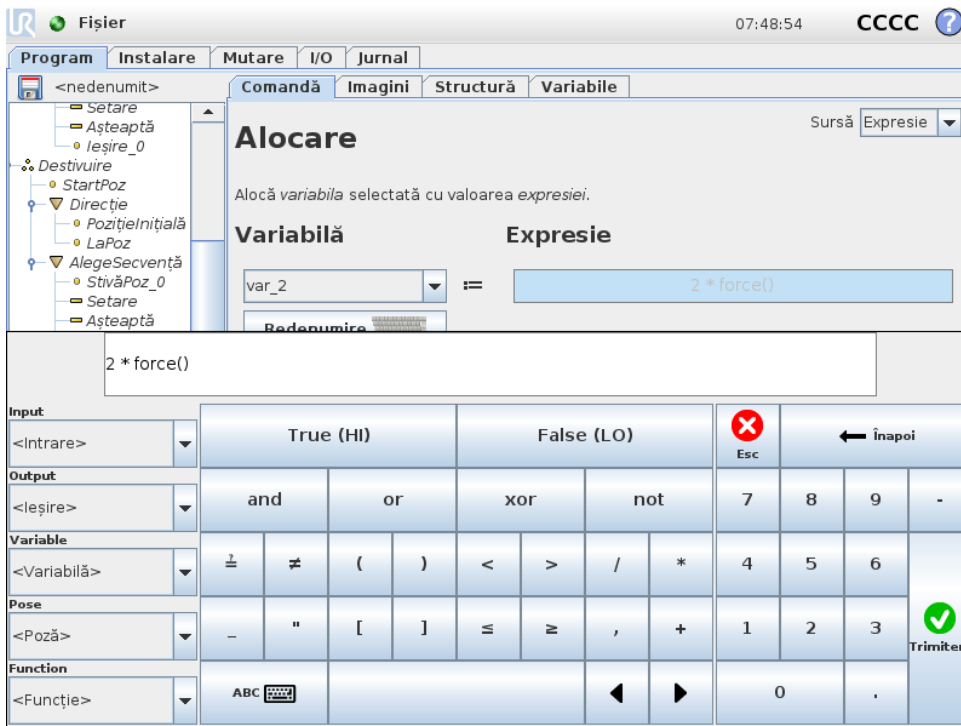 UR Fișier 07:48:54 CCCC ?
Program Instalare Mutare I/O Jurnal
<nedenumit> Comandă Imagini Structură Variabile
Setare
Așteaptă
Ieșire_0
Destivuire
StartPoz
Direcție
PozițieInițială
LaPoz
AlegeSecvență
StivăPoz_0
Setare
Așteaptă
Alocare
Sursă Expresie
Alocă variabila selectată cu valoarea expresiei.
Variabilă Expresie
var_2 := 2 * force()
Redenumire
2 * force()
Input
<Intrare> True (HI) False (LO) Esc Înapoi
Output
<Ieșire> and or xor not 7 8 9 -
Variable
<Variabilă> ≟ ≠ ( ) < > / * 4 5 6
Pose
<Poză> _ " [ ] ≤ ≥ , + 1 2 3
Function
<Funcție> ABC 0 .